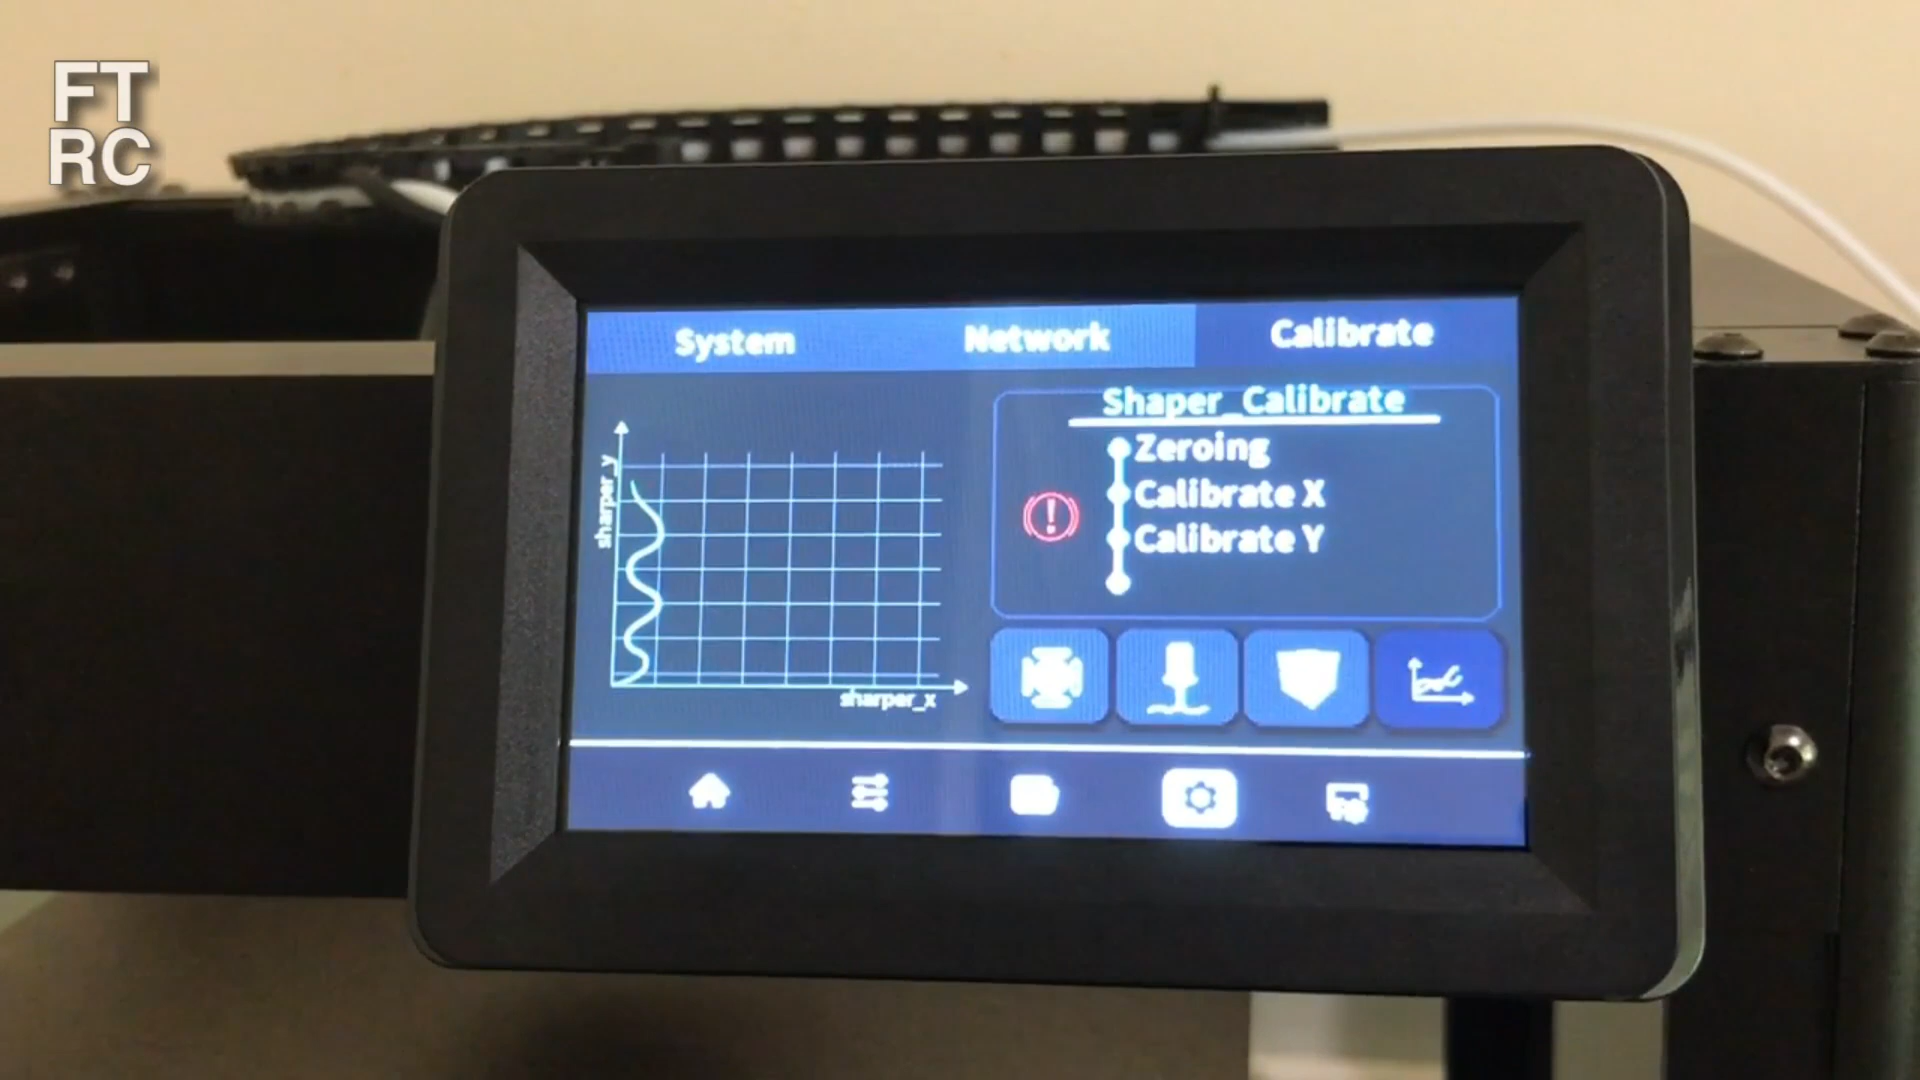 FT
RC
System Network Calibrate
Shaper_Calibrate
Zeroing
Calibrate X
Calibrate Y
sharper_y
sharper_x